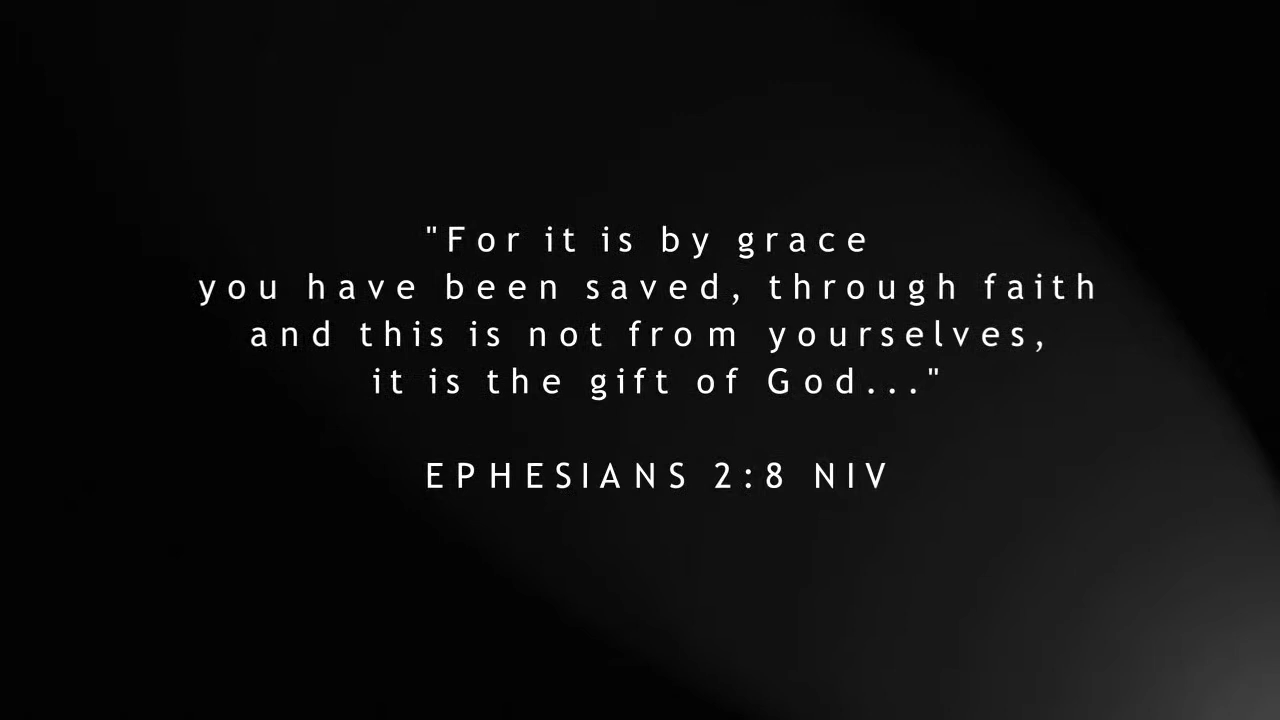 "For it is by grace
you have been saved, through faith
and this is not from yourselves,
it is the gift of God..."
EPHESIANS 2:8 NIV